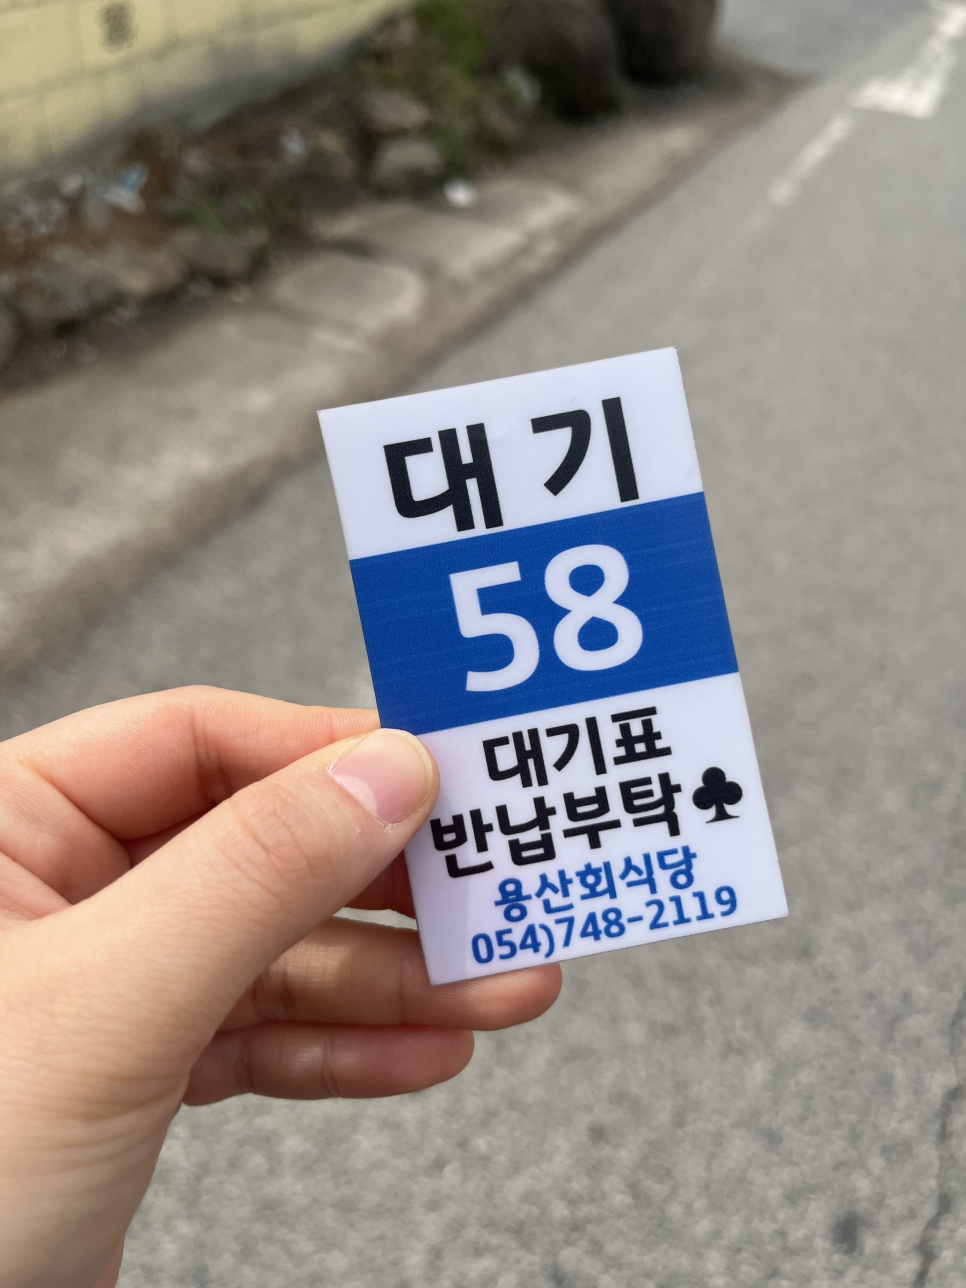 대기
58
대기표
반납부탁♣
용산회식당
054)748-2119